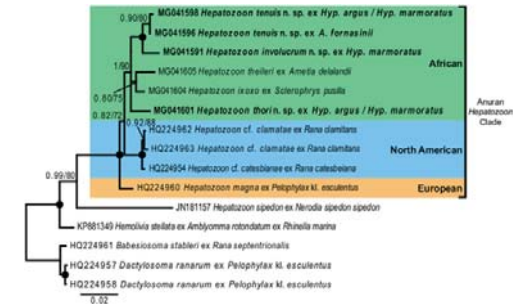 0.90/80
MG041598 Hepatozoon tenuis n. sp. ex Hyp. argus / Hyp. marmoratus
MG041596 Hepatozoon tenuis n. sp. ex A. fornasinii
MG041591 Hepatozoon involucrum n. sp. ex Hyp. marmoratus
African
1/90
MG041605 Hepatozoon theileri ex Ametia delalandii
MG041604 Hepatozoon ixoxo ex Sclerophrys pusilla
0.80/75
MG041601 Hepatozoon thori n. sp. ex Hyp. argus / Hyp. marmoratus
0.82/72
0.92/88
HQ224962 Hepatozoon cf. clamatae ex Rana clamitans
HQ224963 Hepatozoon cf. clamatae ex Rana clamitans
North American
HQ224954 Hepatozoon cf. catesbianae ex Rana catesbeiana
HQ224960 Hepatozoon magna ex Pelophylax kl. esculentus
European
Anuran
Hepatozoon
Clade
0.99/80
JN181157 Hepatozoon sipedon ex Nerodia sipedon sipedon
KP881349 Hemolivia stellata ex Amblyomma rotondatum ex Rhinella marina
HQ224961 Babesiosoma stableri ex Rana septentrionalis
HQ224957 Dactylosoma ranarum ex Pelophylax kl. esculentus
HQ224958 Dactylosoma ranarum ex Pelophylax kl. esculentus
0.02